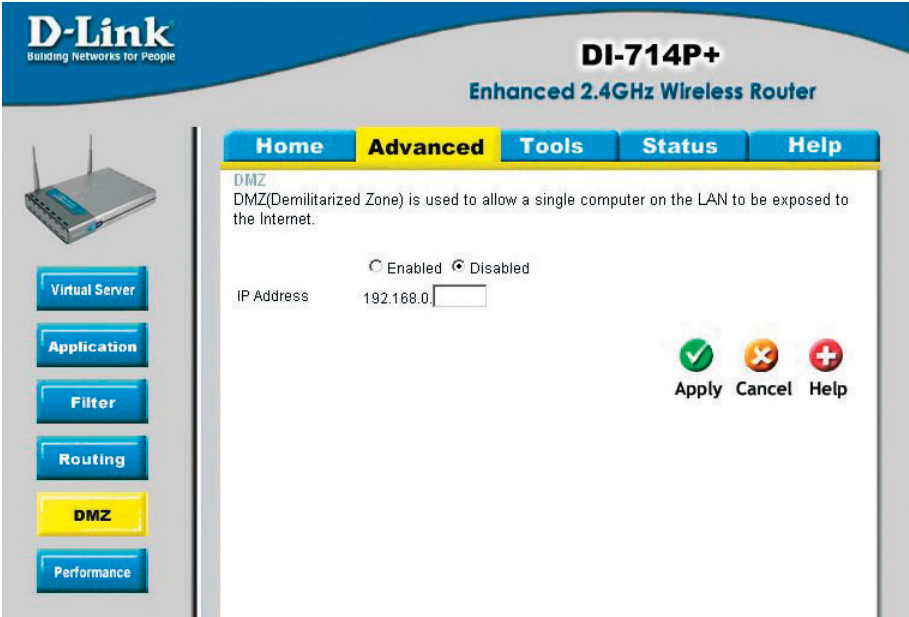 D-Link
Building Networks for People
DI-714P+
Enhanced 2.4GHz Wireless Router
Home Advanced Tools Status Help
DMZ
DMZ(Demilitarized Zone) is used to allow a single computer on the LAN to be exposed to
the Internet.
Enabled Disabled
IP Address 192.168.0.
Apply Cancel Help
Virtual Server
Application
Filter
Routing
DMZ
Performance